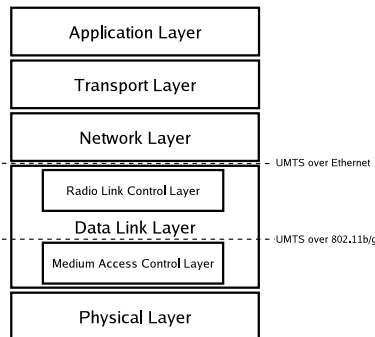 Application Layer
Transport Layer
Network Layer
UMTS over Ethernet
Radio Link Control Layer
Data Link Layer
UMTS over 802.11b/g
Medium Access Control Layer
Physical Layer